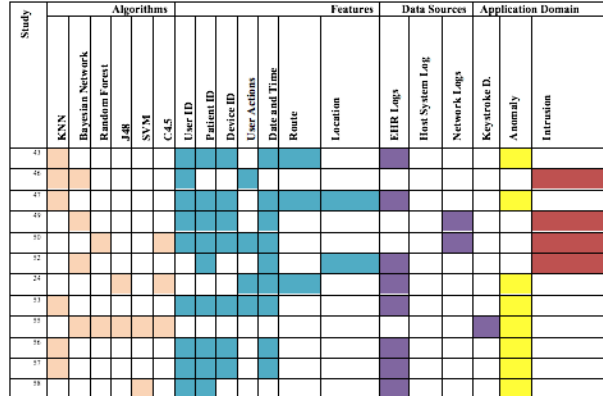 Study
Algorithms
Features
Data Sources
Application Domain
KNN
Bayesian Network
Random Forest
J48
SVM
C4.5
User ID
Patient ID
Device ID
User Actions
Date and Time
Route
Location
EHR Logs
Host System Log
Network Logs
Keystroke D.
Anomaly
Intrusion
46
47
49
50
52
24
53
55
56
57
58